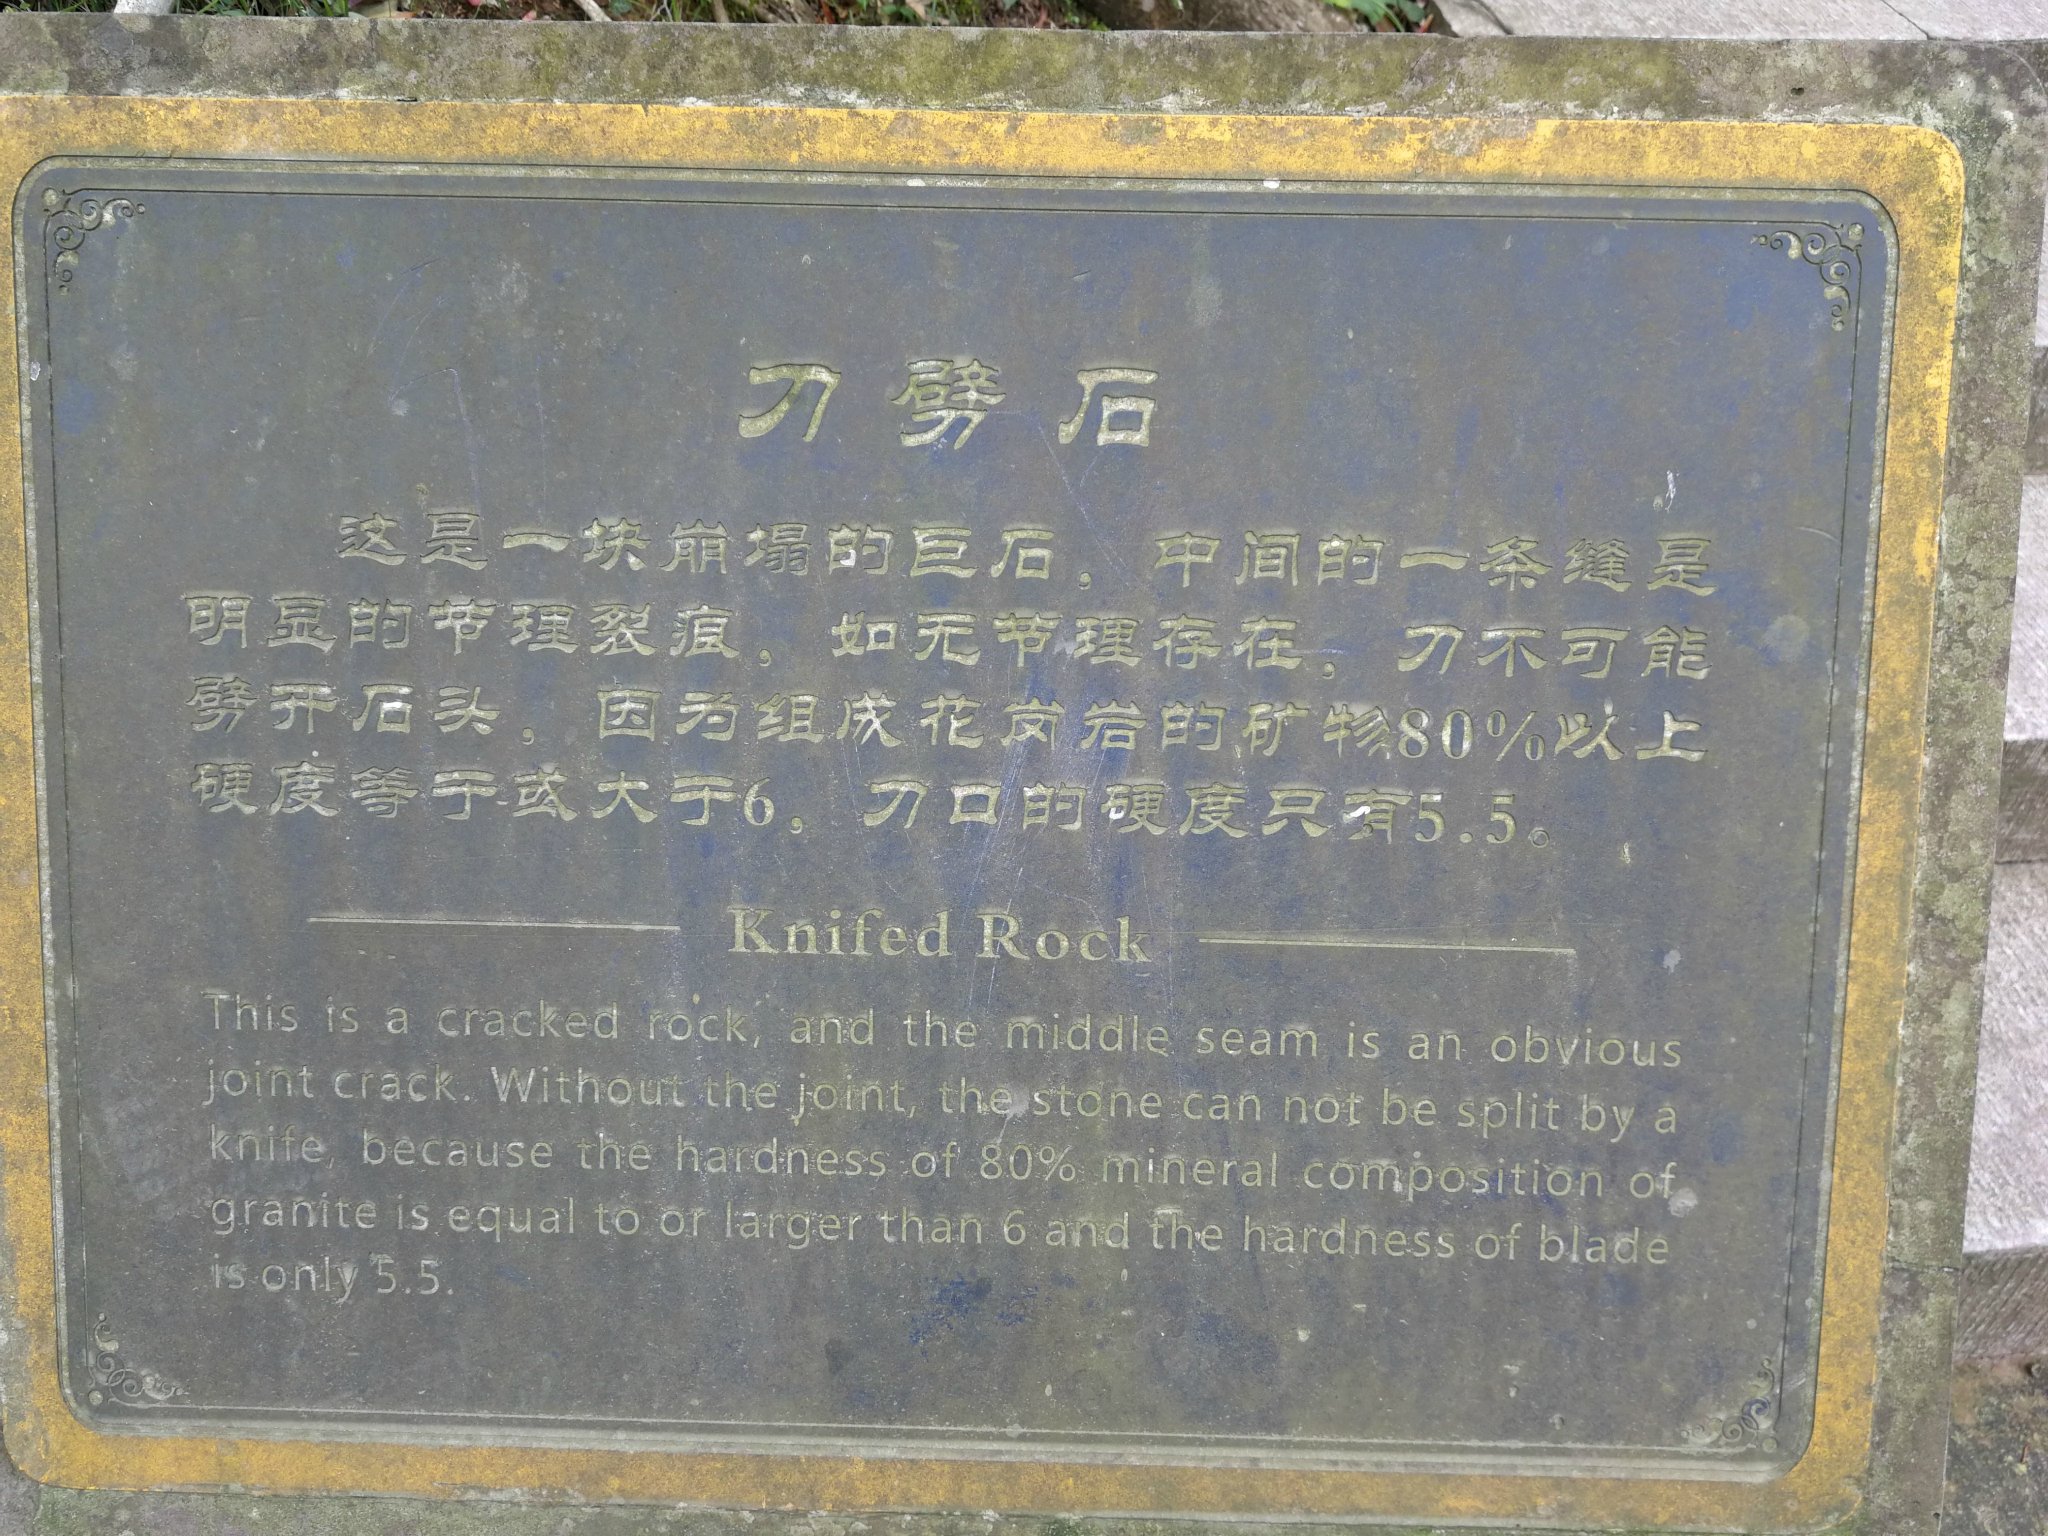 刀劈石
这是一块崩塌的巨石，中间的一条缝是
明显的节理裂痕，如无节理存在，刀不可能
劈开石头，因为组成花岗岩的矿物80%以上
硬度等于或大于6，刀口的硬度只有5.5。
Knifed Rock
This is a cracked rock, and the middle seam is an obvious
joint crack. Without the joint, the stone can not be split by a
knife, because the hardness of 80% mineral composition of
granite is equal to or larger than 6 and the hardness of blade
is only 5.5.